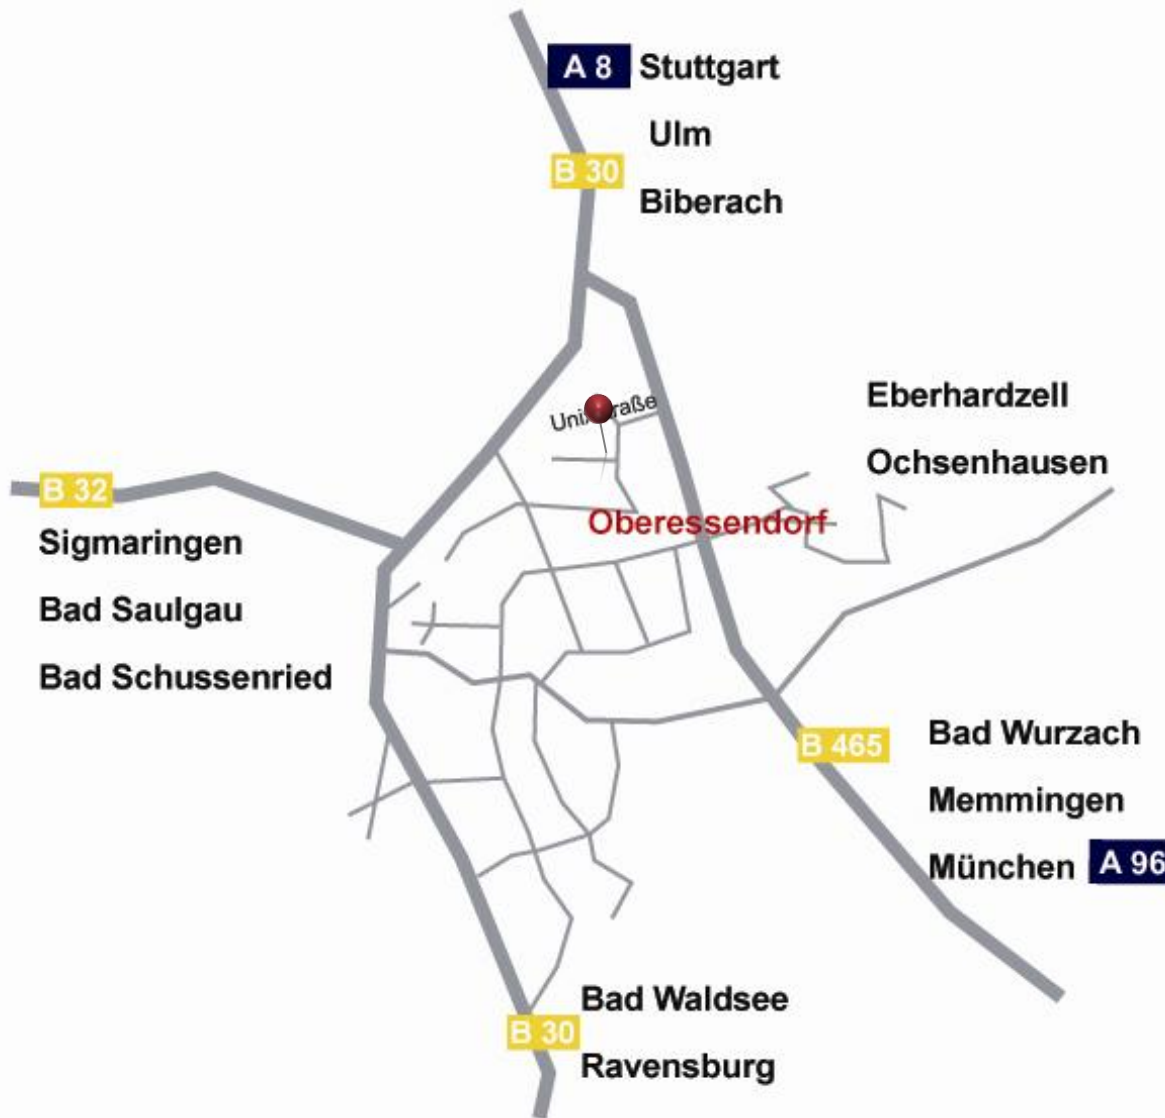 A 8 Stuttgart
Ulm
B 30
Biberach
Eberhardzell
Ochsenhausen
B 32
Sigmaringen
Bad Saulgau
Bad Schussenried
Oberessendorf
B 465
Bad Wurzach
Memmingen
München A 96
Bad Waldsee
B 30
Ravensburg